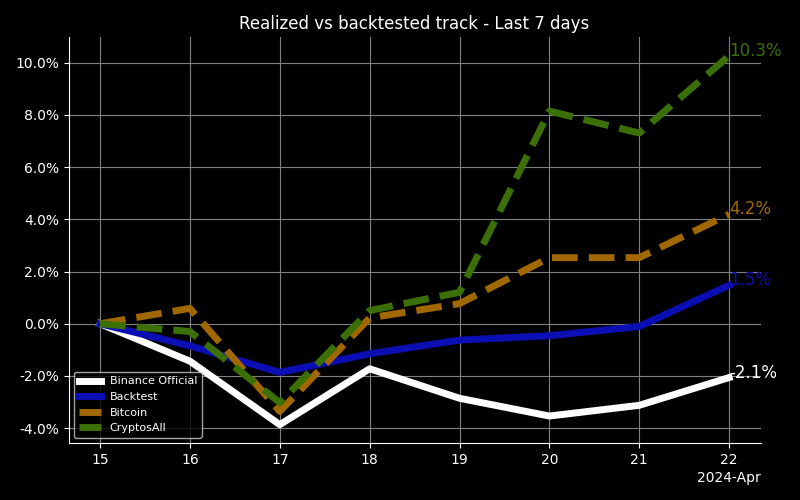 Realized vs backtested track - Last 7 days
10.3%
10.0%
8.0%
6.0%
4.2%
4.0%
2.0%
1.5%
0.0%
-2.0%
-2.1%
-4.0%
Binance Official
Backtest
Bitcoin
CryptosAll
15 16 17 18 19 20 21 22
2024-Apr